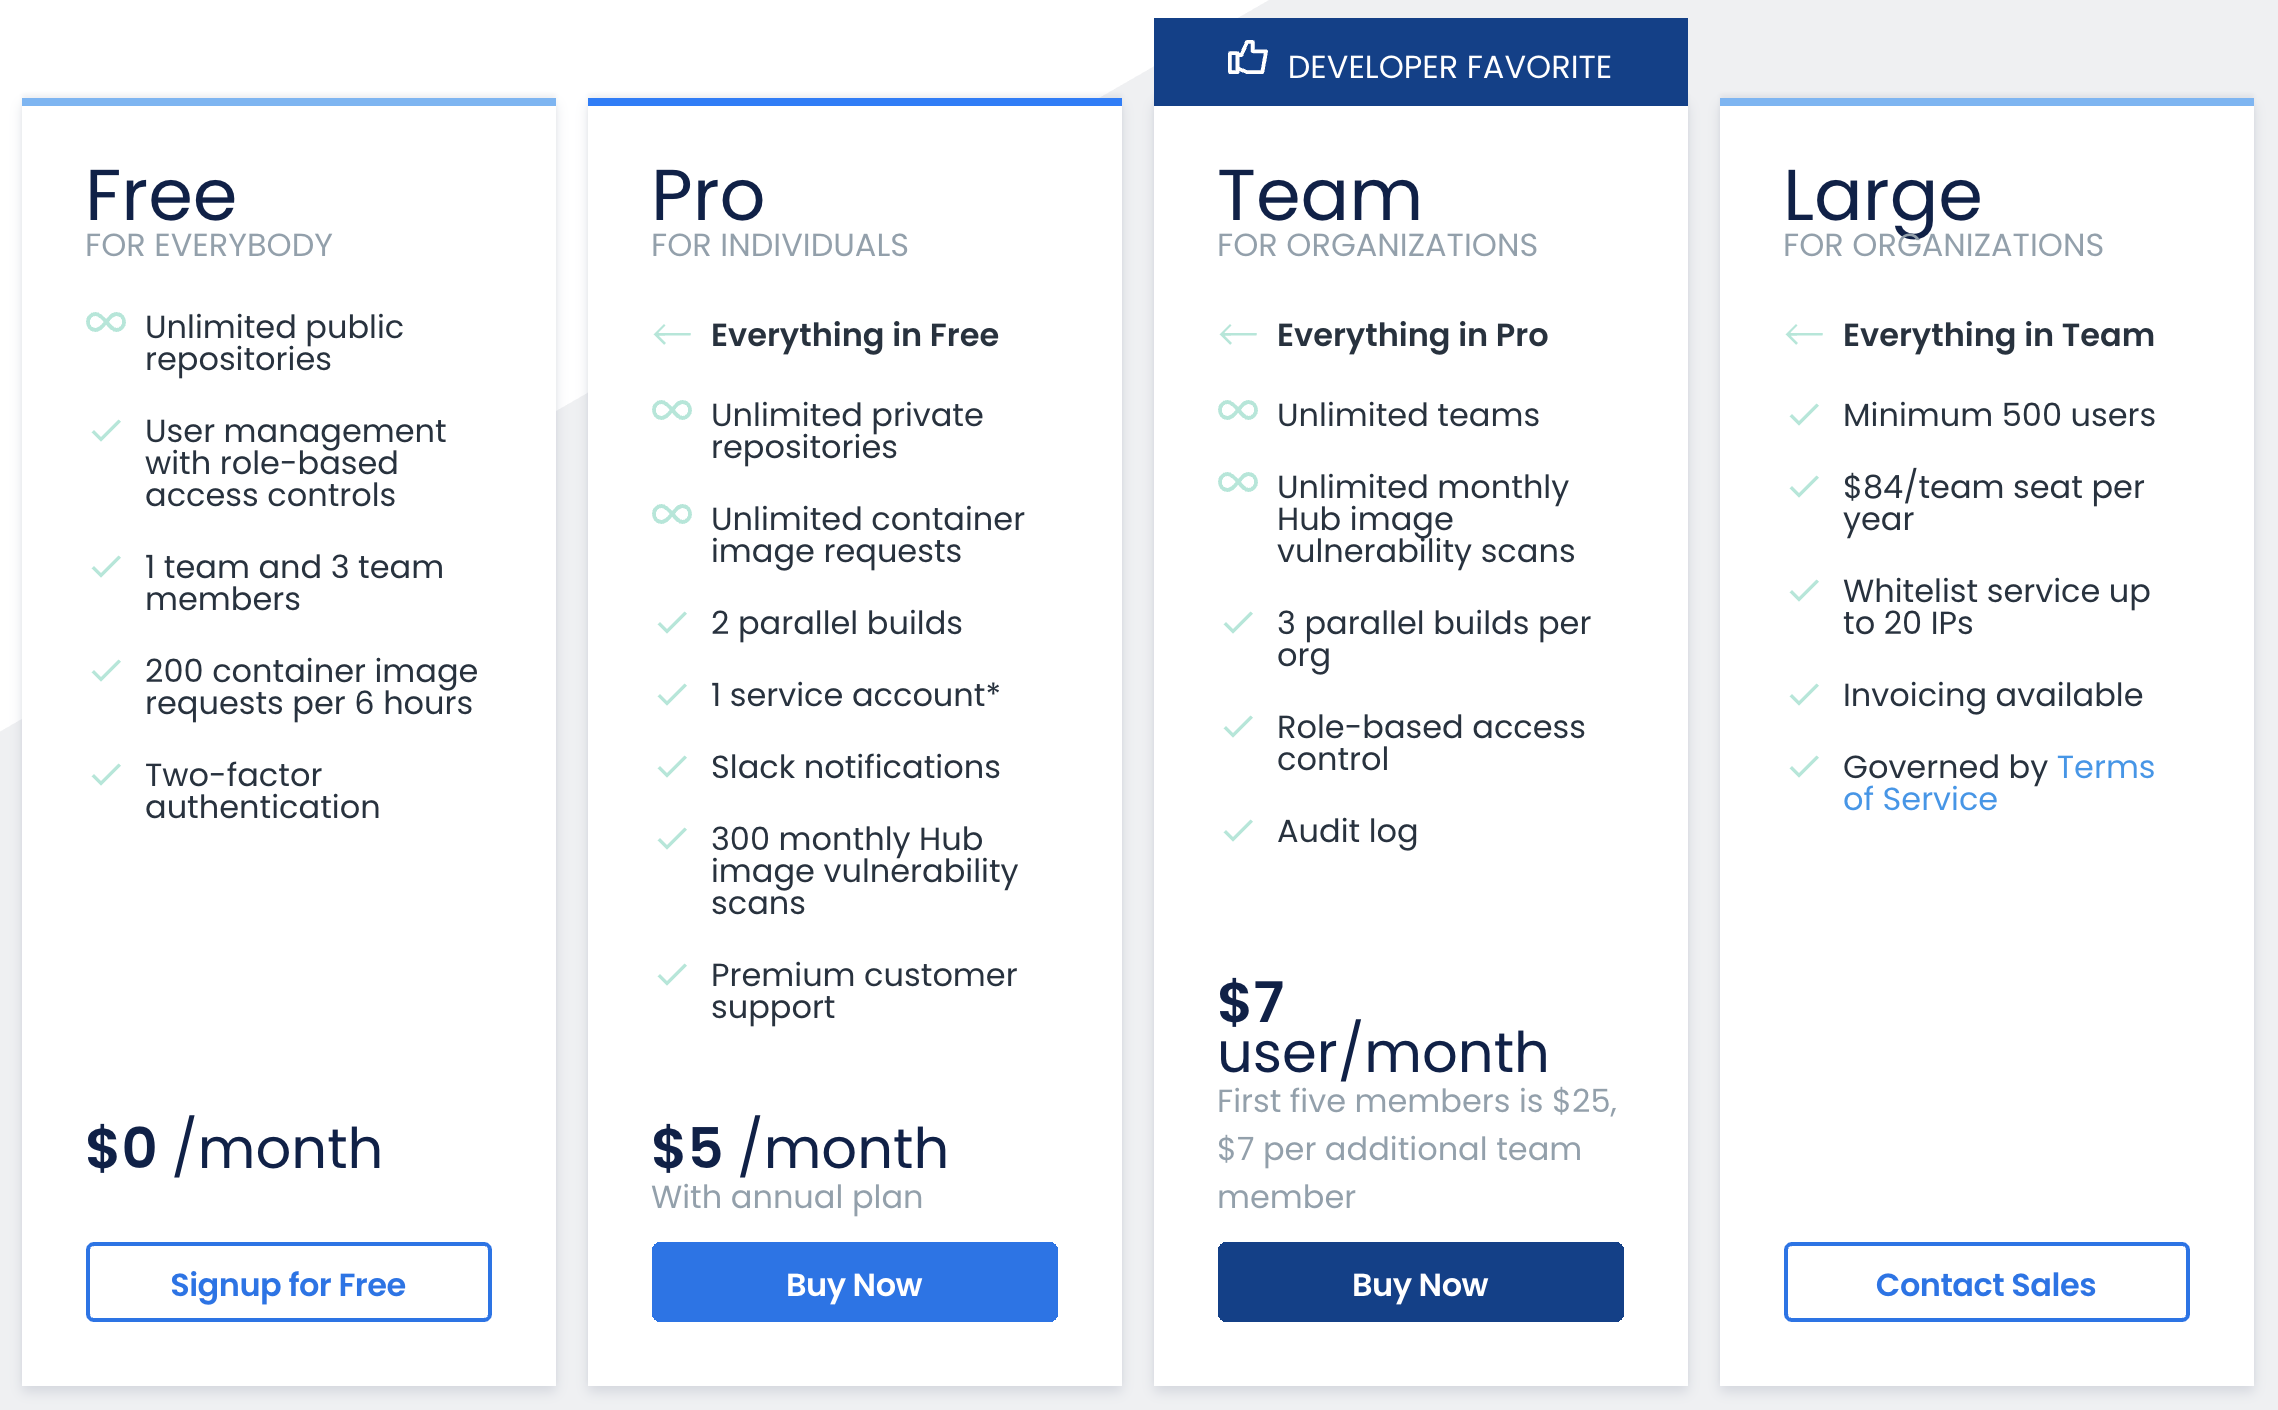 Free
FOR EVERYBODY
Unlimited public
repositories
User management
with role-based
access controls
1 team and 3 team
members
200 container image
requests per 6 hours
Two-factor
authentication
$0 /month
Signup for Free
Pro
FOR INDIVIDUALS
Everything in Free
Unlimited private
repositories
Unlimited container
image requests
2 parallel builds
1 service account*
Slack notifications
300 monthly Hub
image vulnerability
scans
Premium customer
support
$5 /month
With annual plan
Buy Now
DEVELOPER FAVORITE
Team
FOR ORGANIZATIONS
Everything in Pro
Unlimited teams
Unlimited monthly
Hub image
vulnerability scans
3 parallel builds per
org
Role-based access
control
Audit log
$7
user/month
First five members is $25,
$7 per additional team
member
Buy Now
Large
FOR ORGANIZATIONS
Everything in Team
Minimum 500 users
$84/team seat per
year
Whitelist service up
to 20 IPs
Invoicing available
Governed by Terms
of Service
Contact Sales